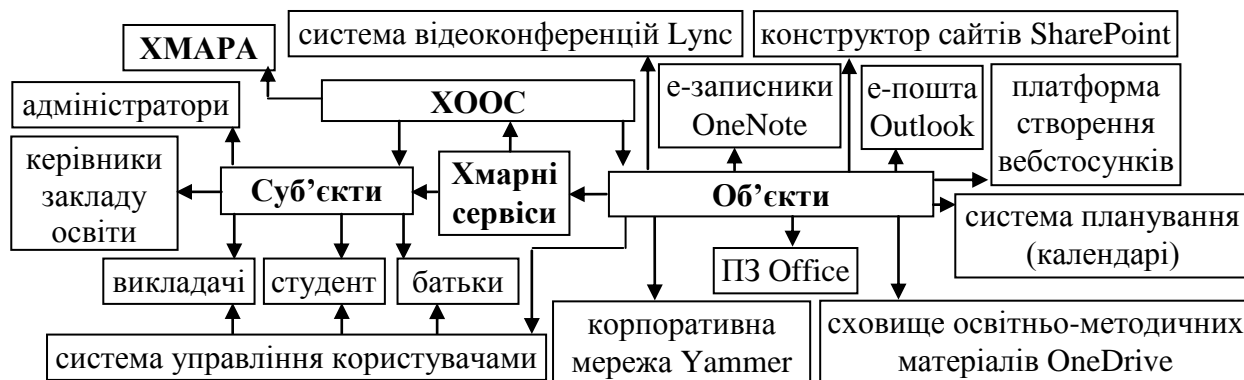 система відеоконференцій Lync
конструктор сайтів SharePoint
ХМАРА
е-записники
OneNote
е-пошта
Outlook
платформа
створення
вебстосунків
ХООС
адміністратори
керівники
закладу
освіти
Суб’єкти
Хмарні
сервіси
Об’єкти
система планування
(календарі)
викладачі
студент
батьки
ПЗ Office
система управління користувачами
корпоративна
мережа Yammer
сховище освітньо-методичних
матеріалів OneDrive